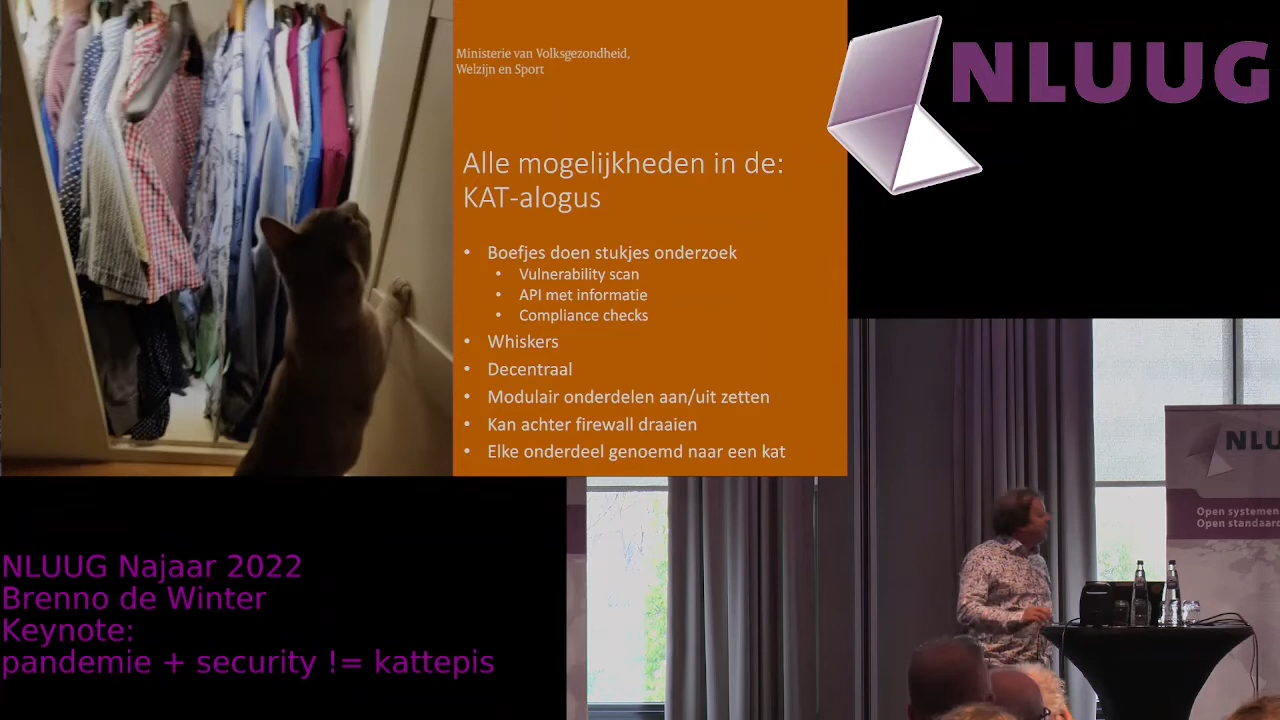 Ministerie van Volksgezondheid,
Welzijn en Sport
Alle mogelijkheden in de:
KAT-alogus
• Boefjes doen stukjes onderzoek
• Vulnerability scan
• API met informatie
• Compliance checks
• Whiskers
• Decentraal
• Modulair onderdelen aan/uit zetten
• Kan achter firewall draaien
• Elke onderdeel genoemd naar een kat
NLUUG
NLU
Open systemen
Open standaard
NLUUG Najaar 2022
Brenno de Winter
Keynote:
pandemie + security != kattepis